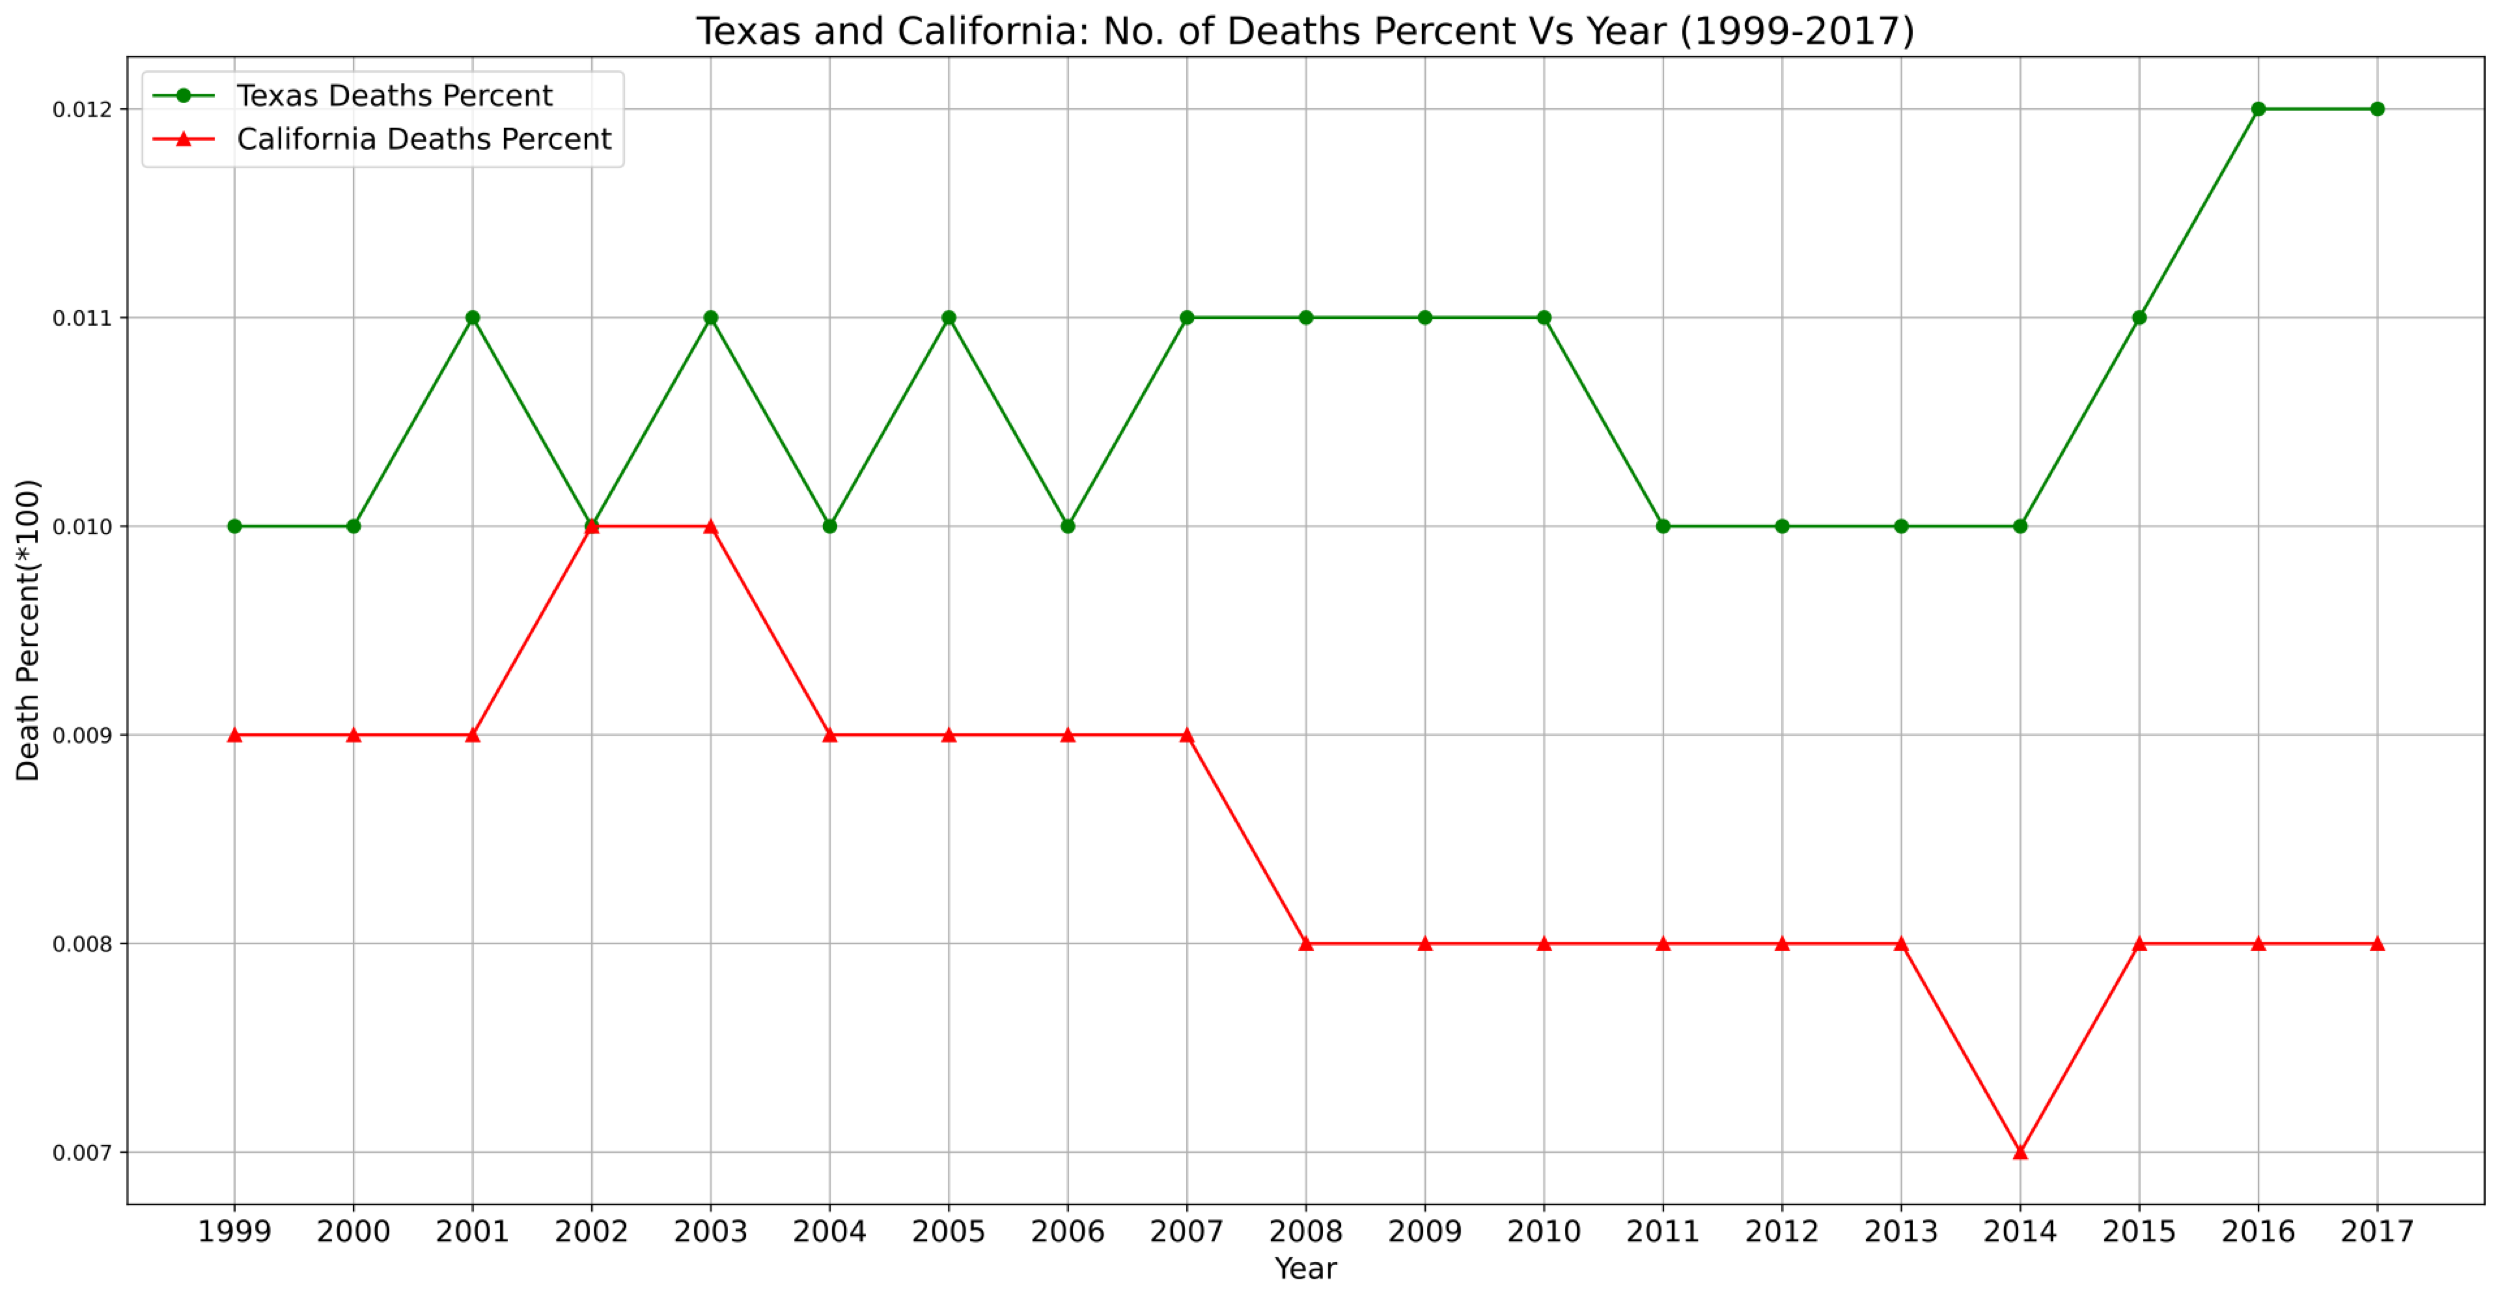 Texas and California: No. of Deaths Percent Vs Year (1999-2017)
Texas Deaths Percent
California Deaths Percent
Death Percent(*100)
0.012
0.011
0.010
0.009
0.008
0.007
1999 2000 2001 2002 2003 2004 2005 2006 2007 2008 2009 2010 2011 2012 2013 2014 2015 2016 2017
Year